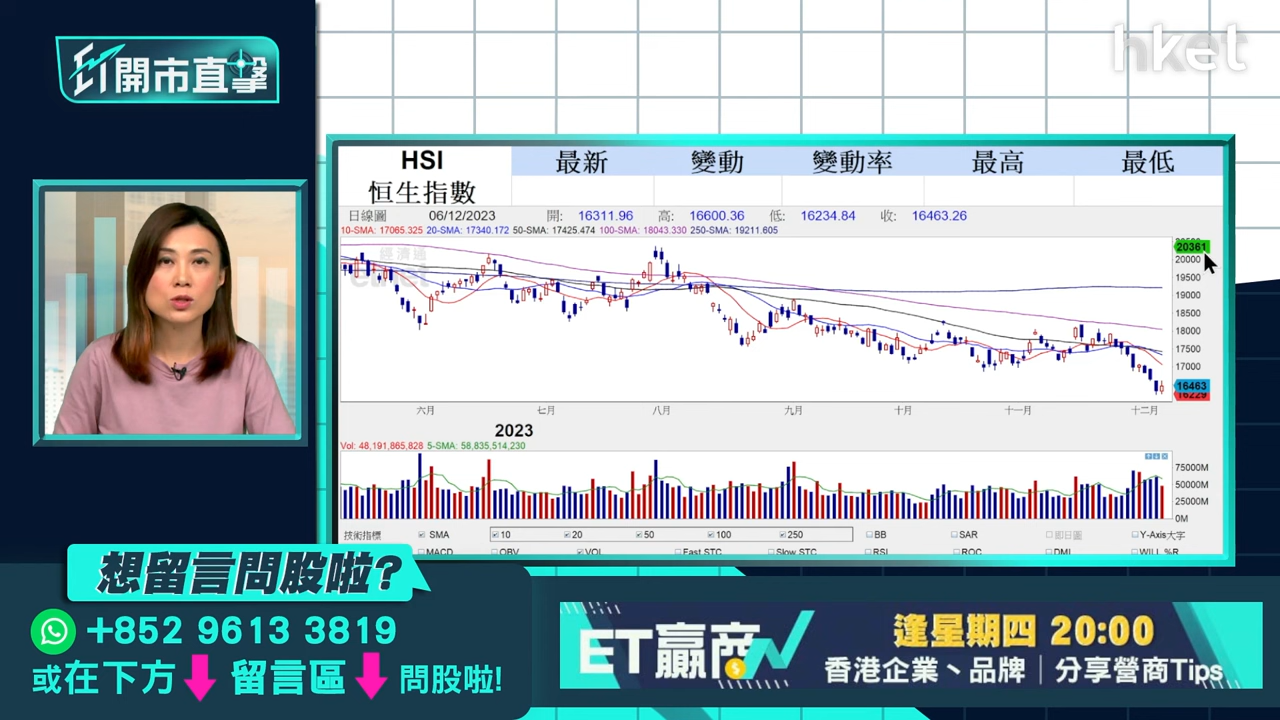 ET開市直擊
hket
HSI
恒生指數
最新 變動 變動率 最高 最低
日線圖 06/12/2023 開: 16311.96 高: 16600.36 低: 16234.84 收: 16463.26
10-SMA: 17065.325 20-SMA: 17340.172 50-SMA: 17425.474 100-SMA: 18043.330 250-SMA: 19211.605
經濟通
etnet
20361
20000
19500
19000
18500
18000
17500
17000
16463
16229
六月 七月 八月 九月 十月 十一月 十二月
2023
Vol: 48,191,865,828 5-SMA: 58,835,514,230
75000M
50000M
25000M
0M
技術指標 SMA 10 20 50 100 250 BB SAR 即日圖 Y-Axis大字
MACD OBV VOL Fast STC Slow STC RSI ROC DMI WILL %R
想留言問股啦?
+852 9613 3819
或在下方 留言區 問股啦!
ET贏商
逢星期四 20:00
香港企業、品牌|分享營商Tips